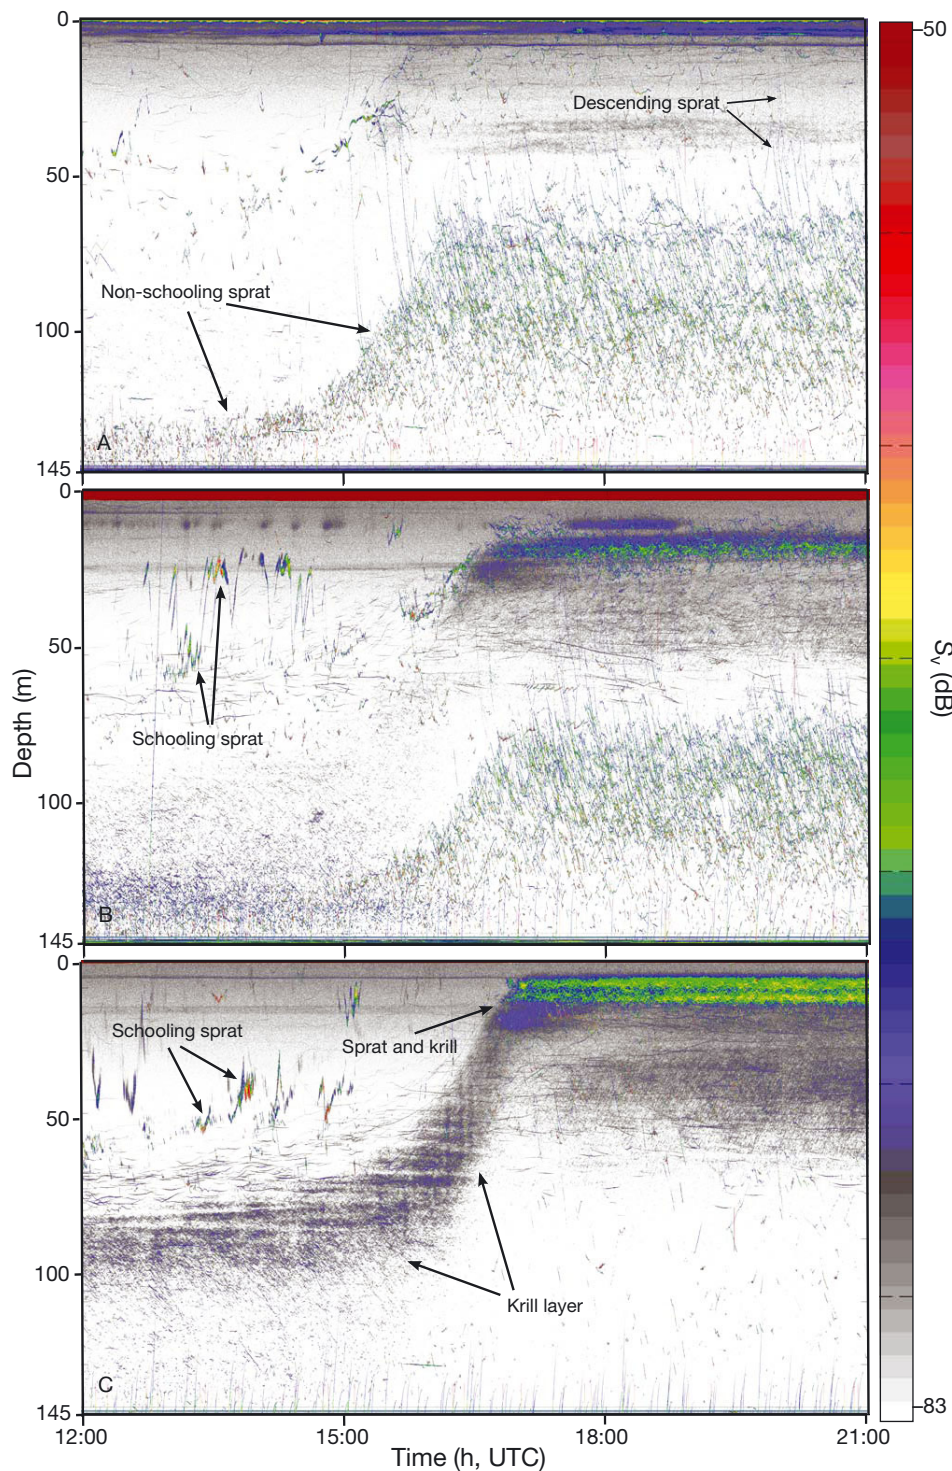 0
50
100
145
A
Non-schooling sprat
Descending sprat
0
50
100
145
B
Schooling sprat
0
50
100
145
C
Schooling sprat
Sprat and krill
Krill layer
12:00
15:00
18:00
21:00
Time (h, UTC)
Depth (m)
–50
–83
Sv (dB)